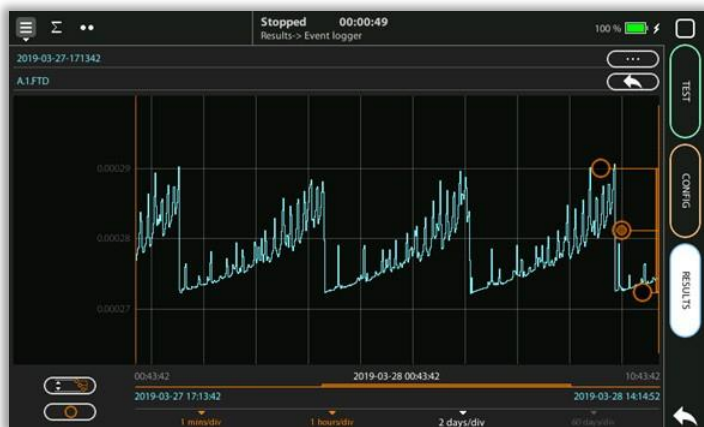 Σ
Stopped 00:00:49
Results-> Event logger
100 %
2019-03-27-171342
...
A.1.FTD
TEST
CONFIG
RESULTS
0.00029
0.00028
0.00027
00:43:42 2019-03-28 00:43:42 10:43:42
2019-03-27 17:13:42 2019-03-28 14:14:52
1 mins/div 1 hours/div 2 days/div 60 days/div